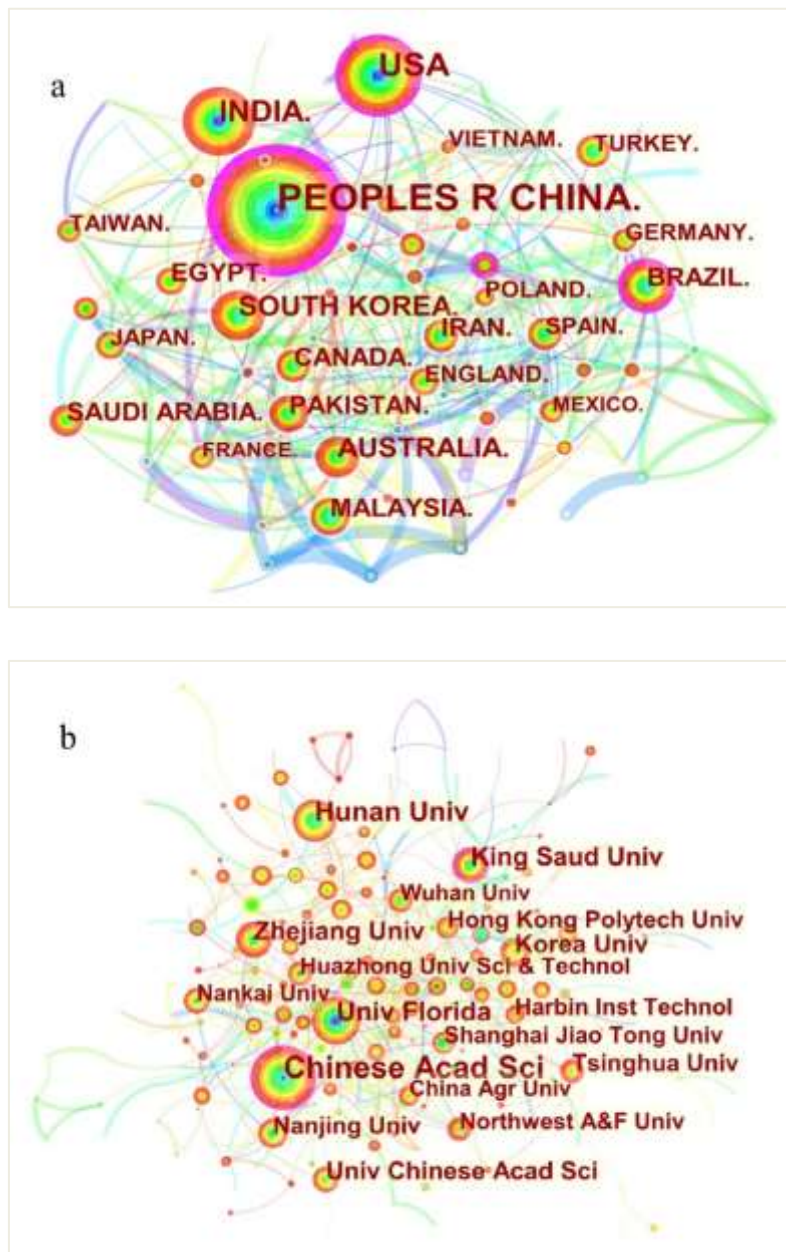 a
USA
INDIA.
VIETNAM.
TURKEY.
PEOPLES R CHINA.
TAIWAN.
GERMANY.
EGYPT.
POLAND.
BRAZIL.
SOUTH KOREA.
IRAN.
SPAIN.
JAPAN.
CANADA.
ENGLAND.
SAUDI ARABIA.
PAKISTAN.
MEXICO.
FRANCE.
AUSTRALIA.
MALAYSIA.
b
Hunan Univ
King Saud Univ
Wuhan Univ
Zhejiang Univ
Hong Kong Polytech Univ
Korea Univ
Huazhong Univ Sci & Technol
Nankai Univ
Univ Florida
Harbin Inst Technol
Shanghai Jiao Tong Univ
Chinese Acad Sci
Tsinghua Univ
China Agr Univ
Nanjing Univ
Northwest A&F Univ
Univ Chinese Acad Sci